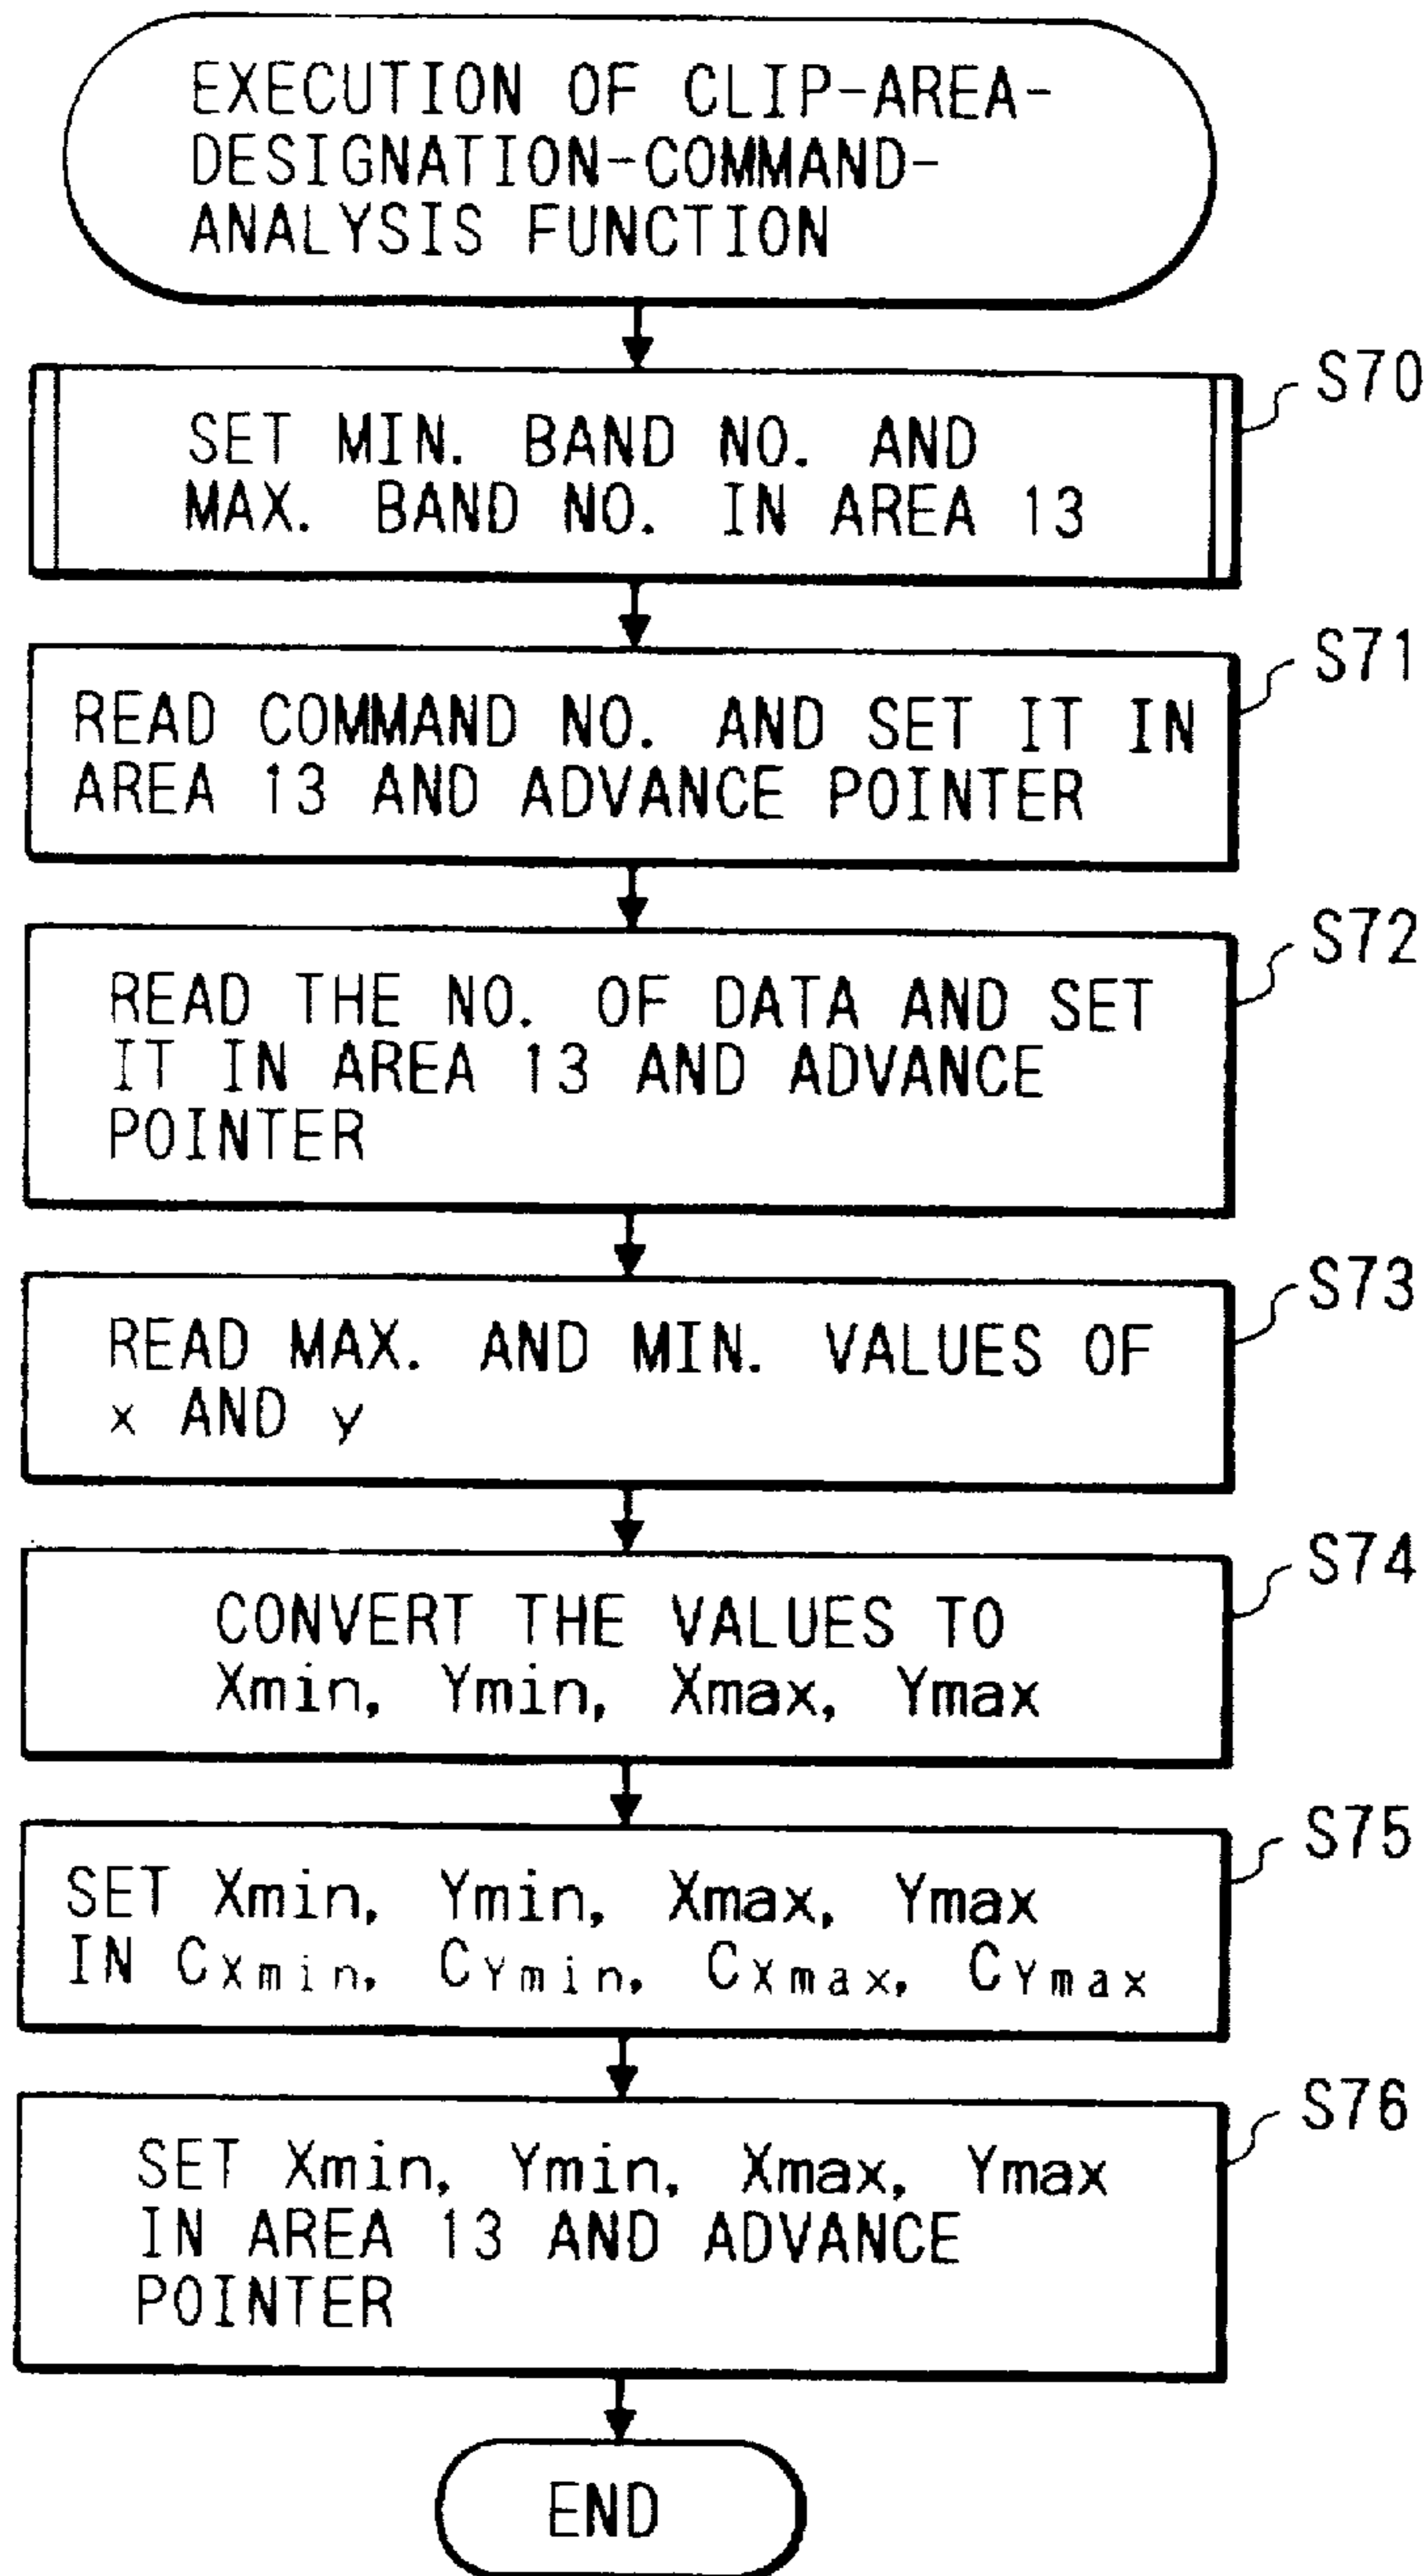 EXECUTION OF CLIP-AREA-
DESIGNATION-COMMAND-
ANALYSIS FUNCTION
S70
SET MIN. BAND NO. AND
MAX. BAND NO. IN AREA 13
S71
READ COMMAND NO. AND SET IT IN
AREA 13 AND ADVANCE POINTER
S72
READ THE NO. OF DATA AND SET
IT IN AREA 13 AND ADVANCE
POINTER
S73
READ MAX. AND MIN. VALUES OF
x AND y
S74
CONVERT THE VALUES TO
Xmin, Ymin, Xmax, Ymax
S75
SET Xmin, Ymin, Xmax, Ymax
IN CXmin, CYmin, CXmax, CYmax
S76
SET Xmin, Ymin, Xmax, Ymax
IN AREA 13 AND ADVANCE
POINTER
END